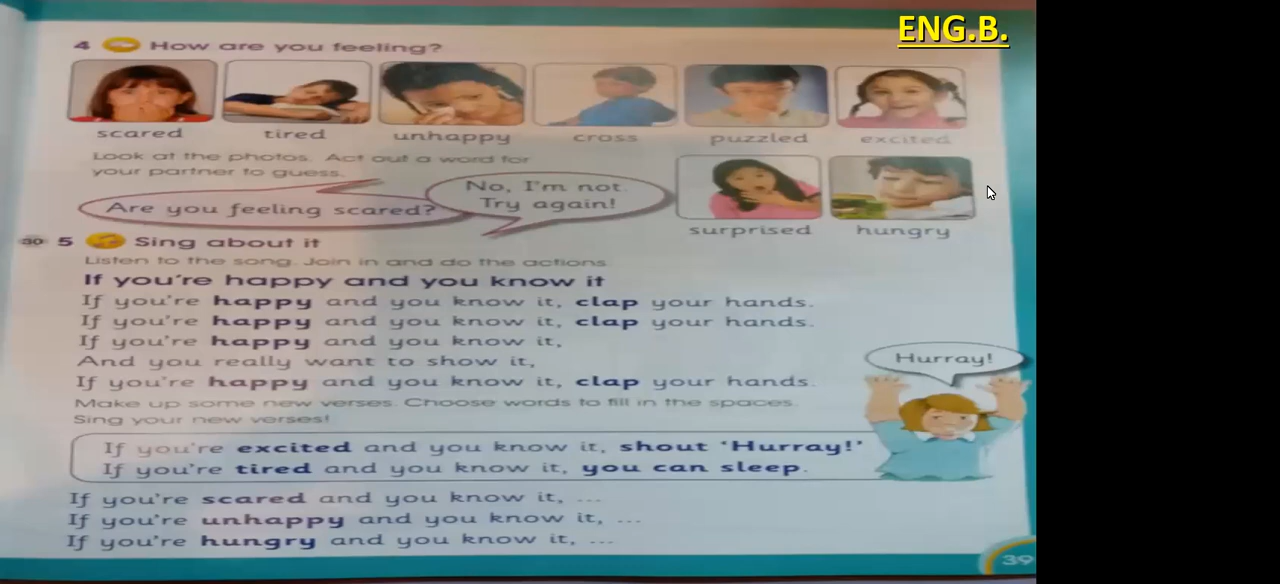 ENG.B.
4 How are you feeling?
scared tired unhappy cross puzzled excited
Look at the photos. Act out a word for
your partner to guess.
Are you feeling scared?
No, I'm not.
Try again!
surprised hungry
30 5 Sing about it
Listen to the song. Join in and do the actions.
If you're happy and you know it
If you're happy and you know it, clap your hands.
If you're happy and you know it, clap your hands.
If you're happy and you know it,
And you really want to show it,
If you're happy and you know it, clap your hands.
Hurray!
Make up some new verses. Choose words to fill in the spaces.
Sing your new verses!
If you're excited and you know it, shout 'Hurray!'
If you're tired and you know it, you can sleep.
If you're scared and you know it, ...
If you're unhappy and you know it, ...
If you're hungry and you know it, ...
39